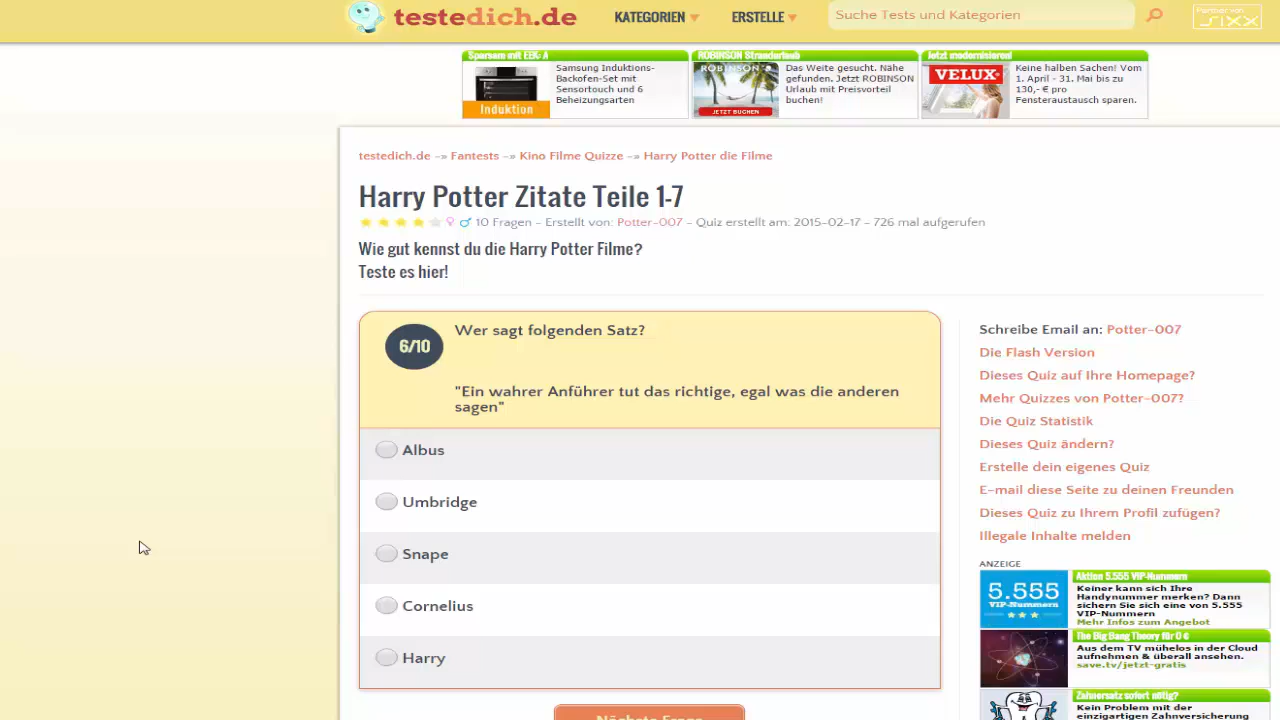 testedich.de
KATEGORIEN
ERSTELLE
Suche Tests und Kategorien
Partner von
SIXX
Sparsam mit EEK: A
Induktion
Samsung Induktions-
Backofen-Set mit
Sensortouch und 6
Beheizungsarten
ROBINSON Strandurlaub
ROBINSON
JETZT BUCHEN
Das Weite gesucht. Nähe
gefunden. Jetzt ROBINSON
Urlaub mit Preisvorteil
buchen!
Jetzt modernisieren!
VELUX
Keine halben Sachen! Vom
1. April - 31. Mai bis zu
130,- € pro
Fensteraustausch sparen.
testedich.de -» Fantests -» Kino Filme Quizze -» Harry Potter die Filme
Harry Potter Zitate Teile 1-7
10 Fragen - Erstellt von: Potter-007 - Quiz erstellt am: 2015-02-17 - 726 mal aufgerufen
Wie gut kennst du die Harry Potter Filme?
Teste es hier!
6/10
Wer sagt folgenden Satz?
"Ein wahrer Anführer tut das richtige, egal was die anderen
sagen"
Albus
Umbridge
Snape
Cornelius
Harry
Nächste Frage
Schreibe Email an: Potter-007
Die Flash Version
Dieses Quiz auf Ihre Homepage?
Mehr Quizzes von Potter-007?
Die Quiz Statistik
Dieses Quiz ändern?
Erstelle dein eigenes Quiz
E-mail diese Seite zu deinen Freunden
Dieses Quiz zu Ihrem Profil zufügen?
Illegale Inhalte melden
ANZEIGE
5.555
VIP-Nummern
Aktion 5.555 VIP-Nummern
Keiner kann sich Ihre
Handynummer merken? Dann
sichern Sie sich eine von 5.555
VIP-Nummern
Mehr Infos zum Angebot
The Big Bang Theory für 0 €
Aus dem TV mühelos in der Cloud
aufnehmen & überall ansehen.
save.tv/jetzt-gratis
Zahnersatz sofort nötig?
Kein Problem mit der
einzigartigen Zahnversicherung